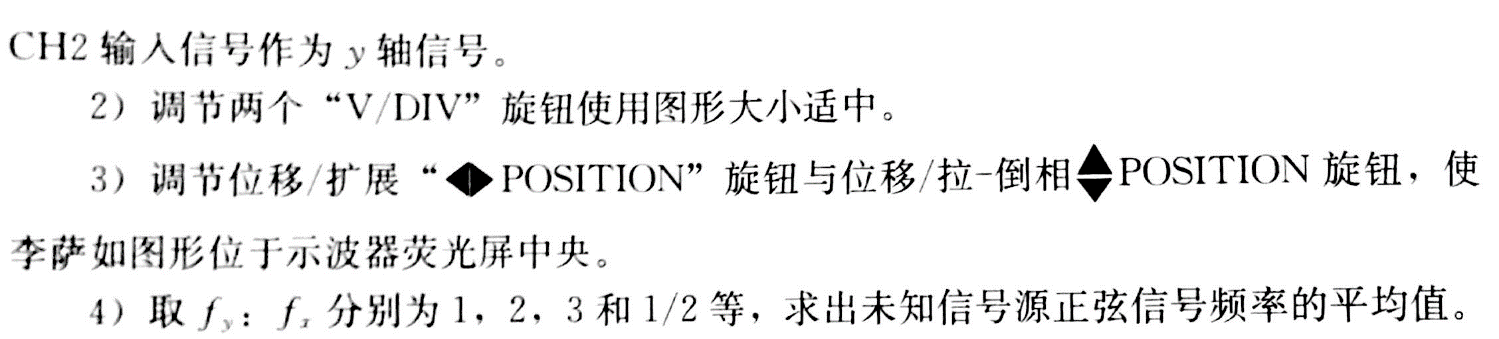 CH2 输入信号作为 y 轴信号。
2) 调节两个“V/DIV”旋钮使用图形大小适中。
3) 调节位移/扩展“◀▶POSITION”旋钮与位移/拉-倒相▲▼POSITION 旋钮，使
李萨如图形位于示波器荧光屏中央。
4) 取 f_y：f_x 分别为 1，2，3 和 1/2 等，求出未知信号源正弦信号频率的平均值。